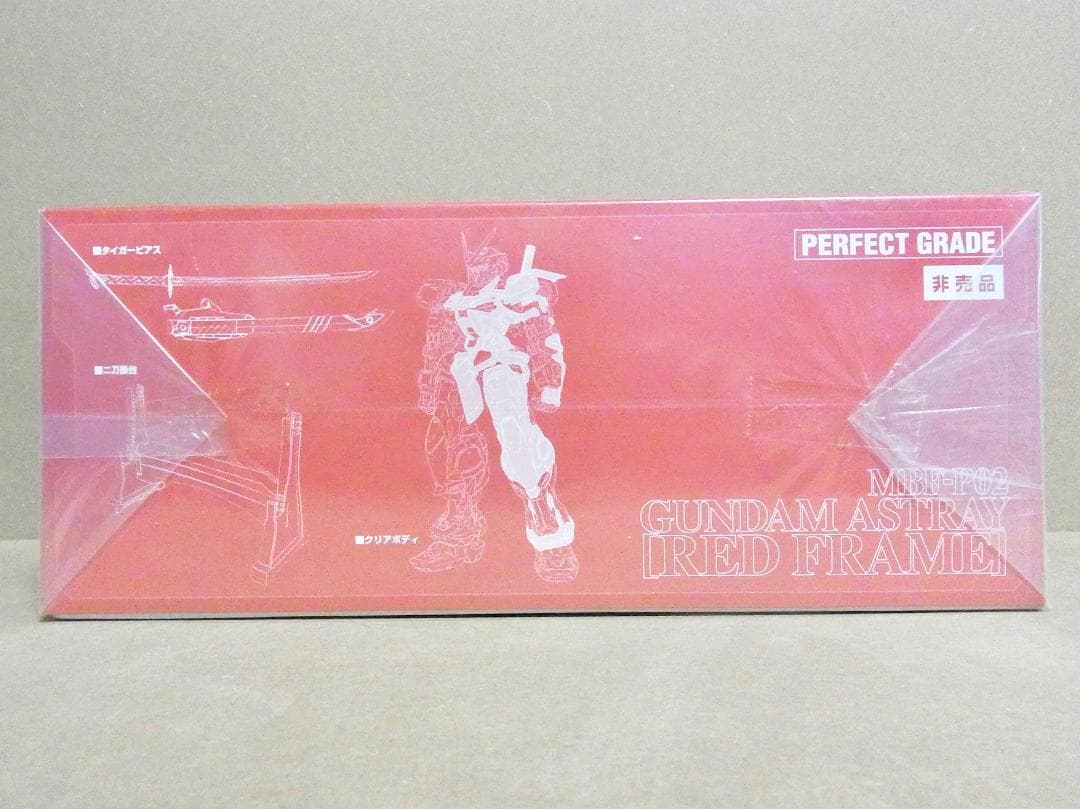 ■タイガーピアス
PERFECT GRADE
非売品
■二刀掛台
■クリアボディ
MBF-P02
GUNDAM ASTRAY
[RED FRAME]